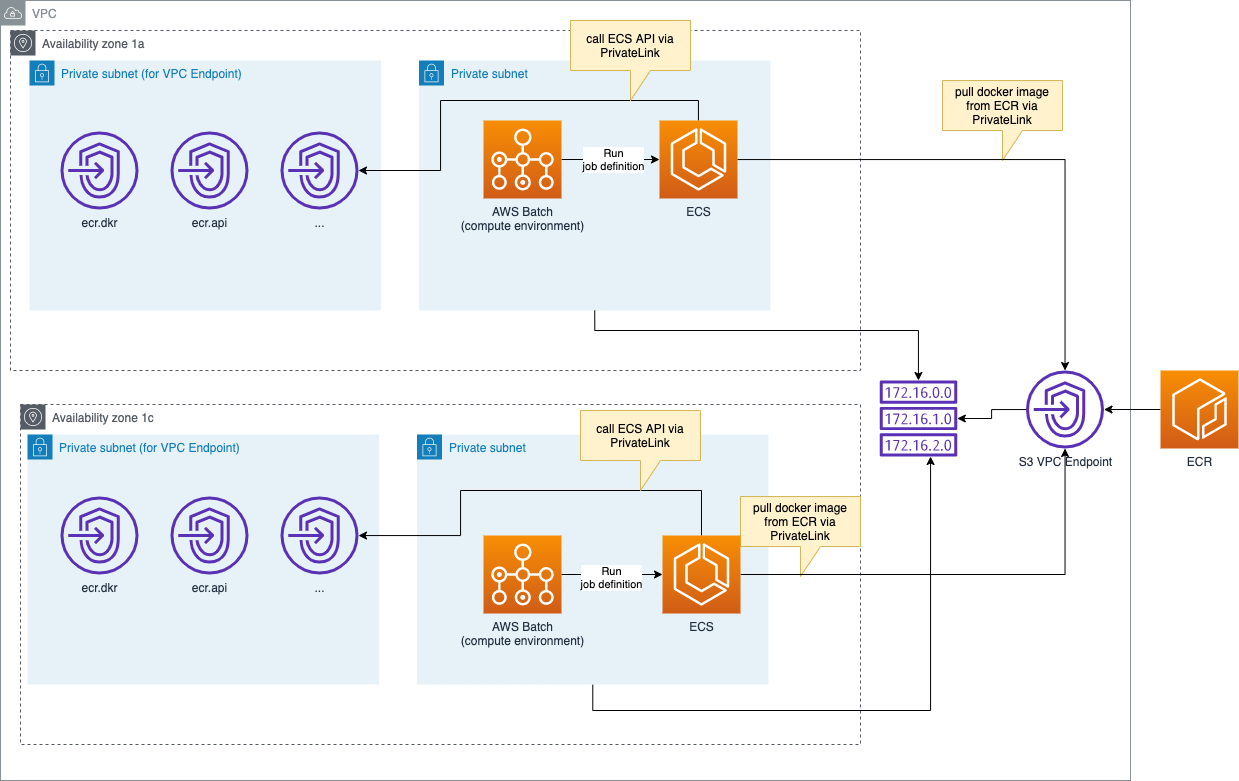 VPC
Availability zone 1a
call ECS API via
PrivateLink
Private subnet (for VPC Endpoint)
Private subnet
pull docker image
from ECR via
PrivateLink
Run
job definition
ecr.dkr
ecr.api
...
AWS Batch
(compute environment)
ECS
172.16.0.0
172.16.1.0
172.16.2.0
S3 VPC Endpoint
ECR
Availability zone 1c
call ECS API via
PrivateLink
Private subnet (for VPC Endpoint)
Private subnet
pull docker image
from ECR via
PrivateLink
Run
job definition
ecr.dkr
ecr.api
...
AWS Batch
(compute environment)
ECS